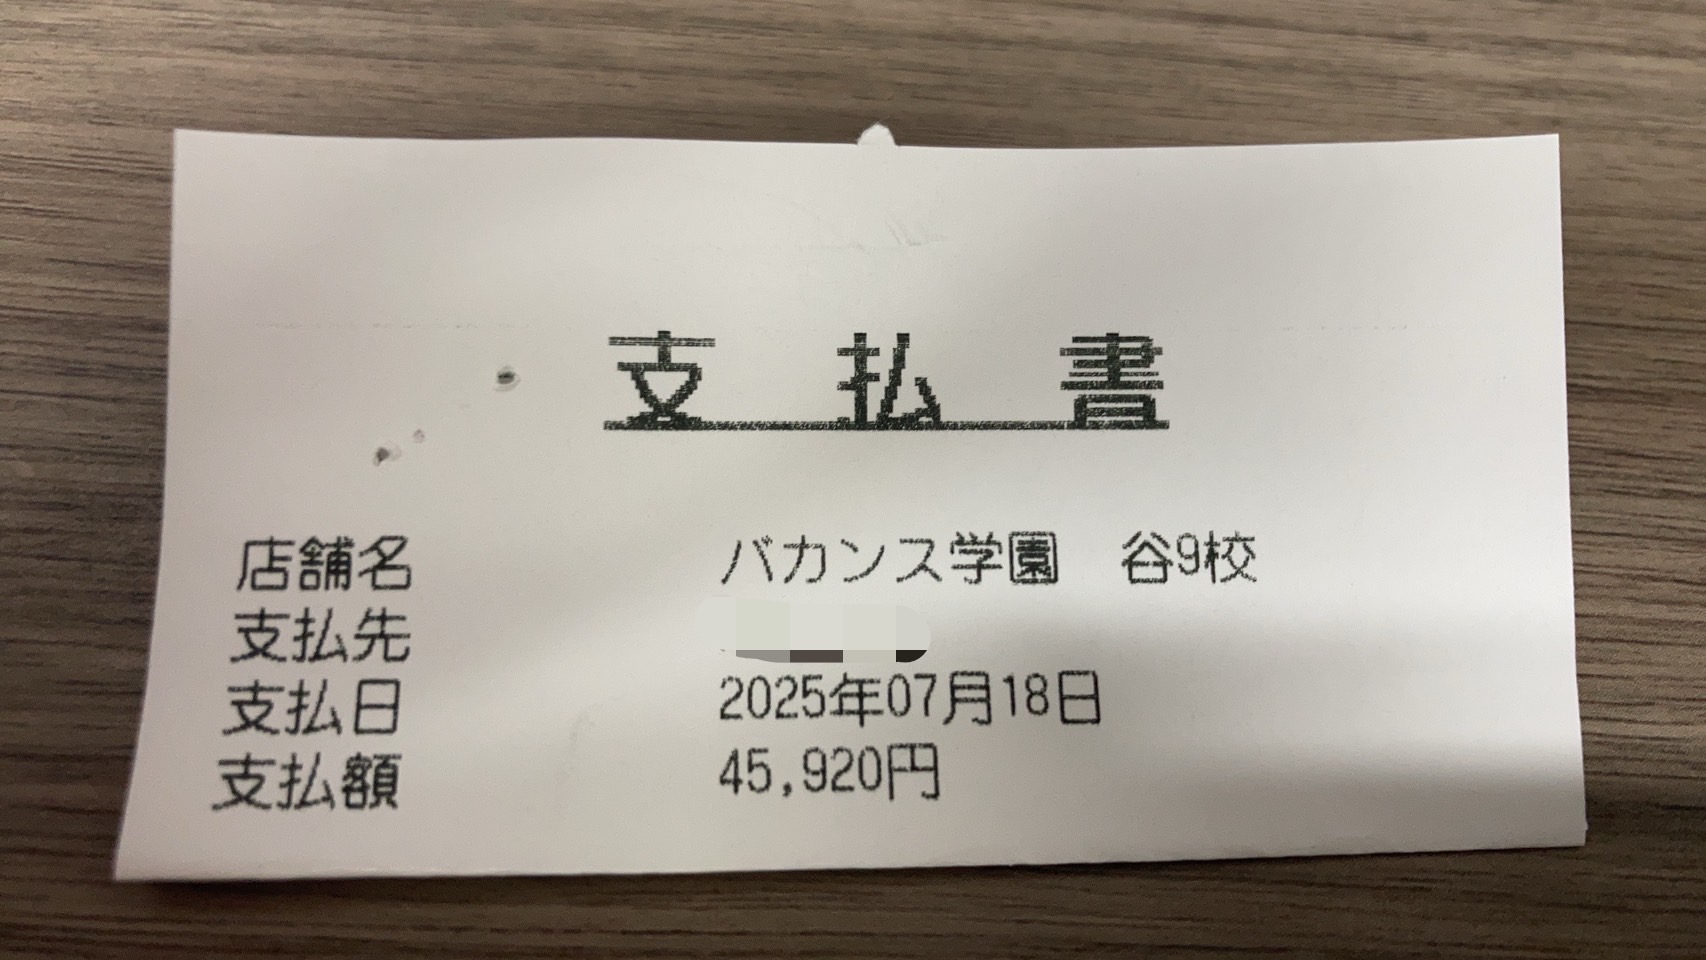 支払書
店舗名 バカンス学園 谷9校
支払先
支払日 2025年07月18日
支払額 45,920円